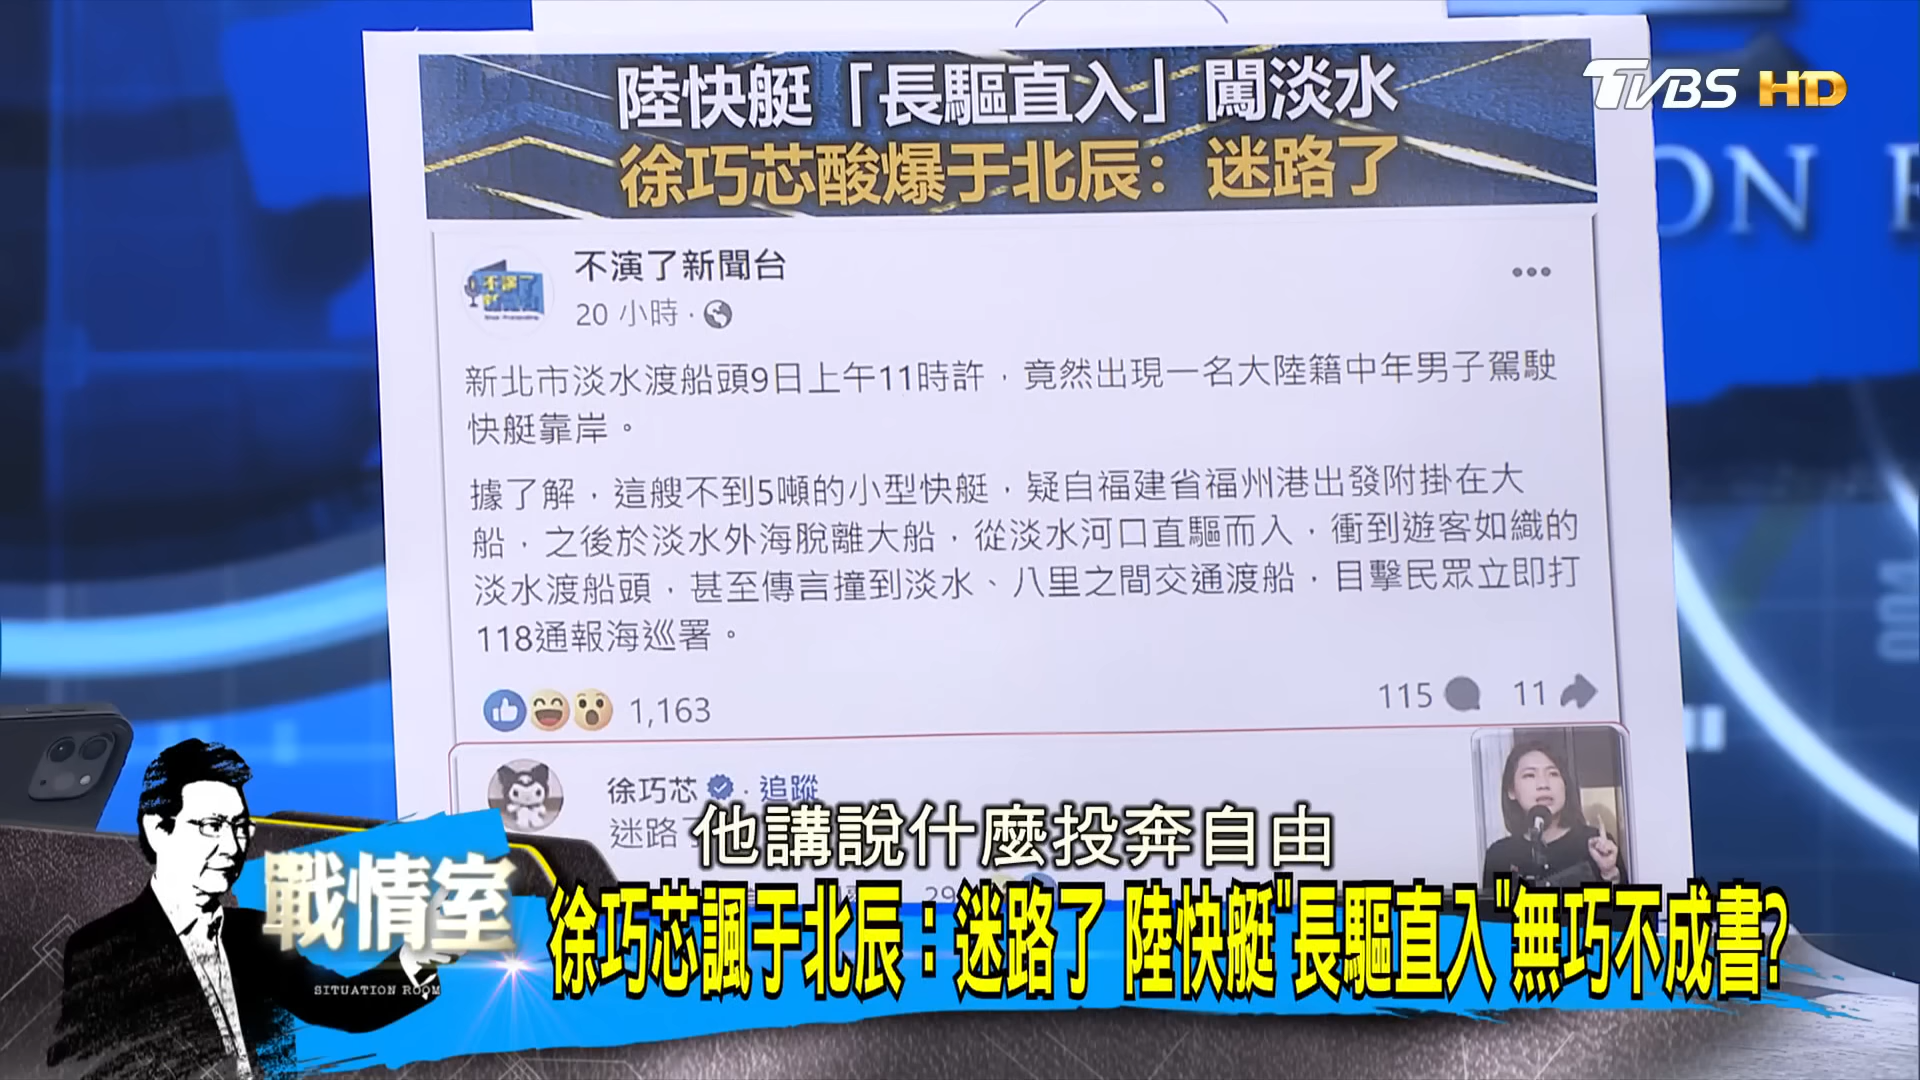 陸快艇「長驅直入」闖淡水
徐巧芯酸爆于北辰：迷路了
TVBS HD
ON R
不演了新聞台
20 小時 ·
新北市淡水渡船頭9日上午11時許，竟然出現一名大陸籍中年男子駕駛
快艇靠岸。
據了解，這艘不到5噸的小型快艇，疑自福建省福州港出發附掛在大
船，之後於淡水外海脫離大船，從淡水河口直驅而入，衝到遊客如織的
淡水渡船頭，甚至傳言撞到淡水、八里之間交通渡船，目擊民眾立即打
118通報海巡署。
1,163
115
11
徐巧芯 · 追蹤
迷路了
他講說什麼投奔自由
戰情室
SITUATION ROOM
徐巧芯諷于北辰：迷路了 陸快艇"長驅直入"無巧不成書?